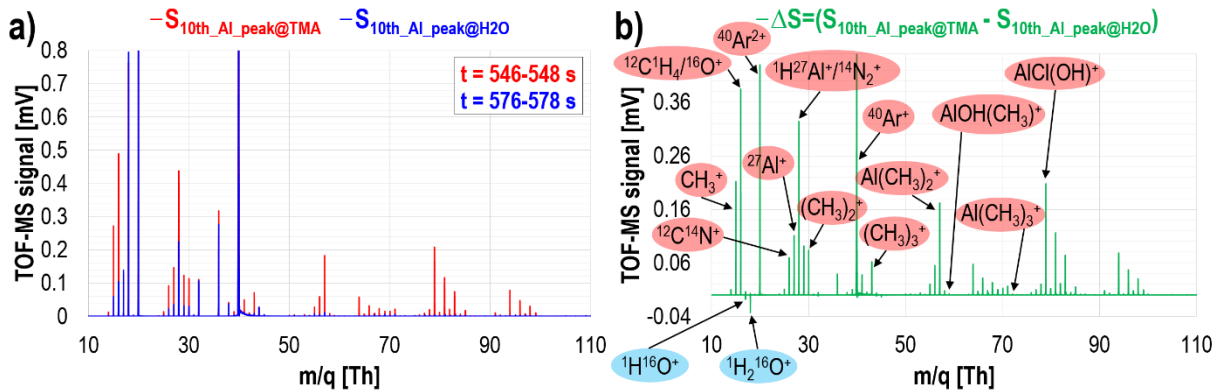 a)
−S10th_Al_peak@TMA −S10th_Al_peak@H2O
TOF-MS signal [mV]
0.8
0.7
0.6
0.5
0.4
0.3
0.2
0.1
0
t = 546-548 s
t = 576-578 s
10 30 50 70 90 110
m/q [Th]
b)
−ΔS=(S10th_Al_peak@TMA - S10th_Al_peak@H2O)
TOF-MS signal [mV]
0.36
0.26
0.16
0.06
-0.04
40Ar2+
12C1H4/16O+
1H27Al+/14N2+
40Ar+
AlCl(OH)+
AlOH(CH3)+
27Al+
Al(CH3)2+
CH3+
(CH3)2+
Al(CH3)3+
12C14N+
(CH3)3+
10 30 50 70 90 110
1H16O+
1H216O+
m/q [Th]